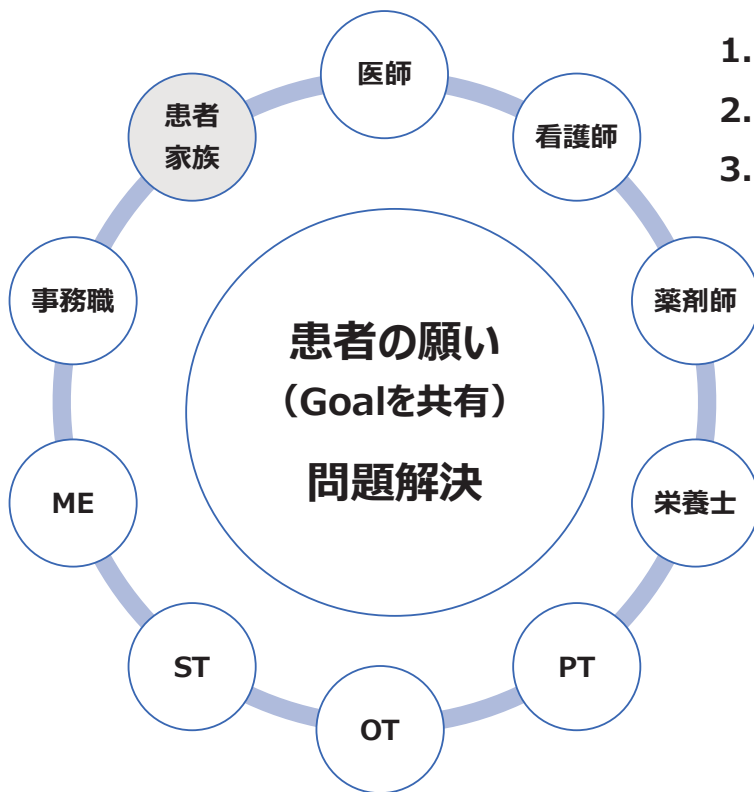 医師
看護師
薬剤師
栄養士
PT
OT
ST
ME
事務職
患者
家族
患者の願い
（Goalを共有）
問題解決
1.
2.
3.